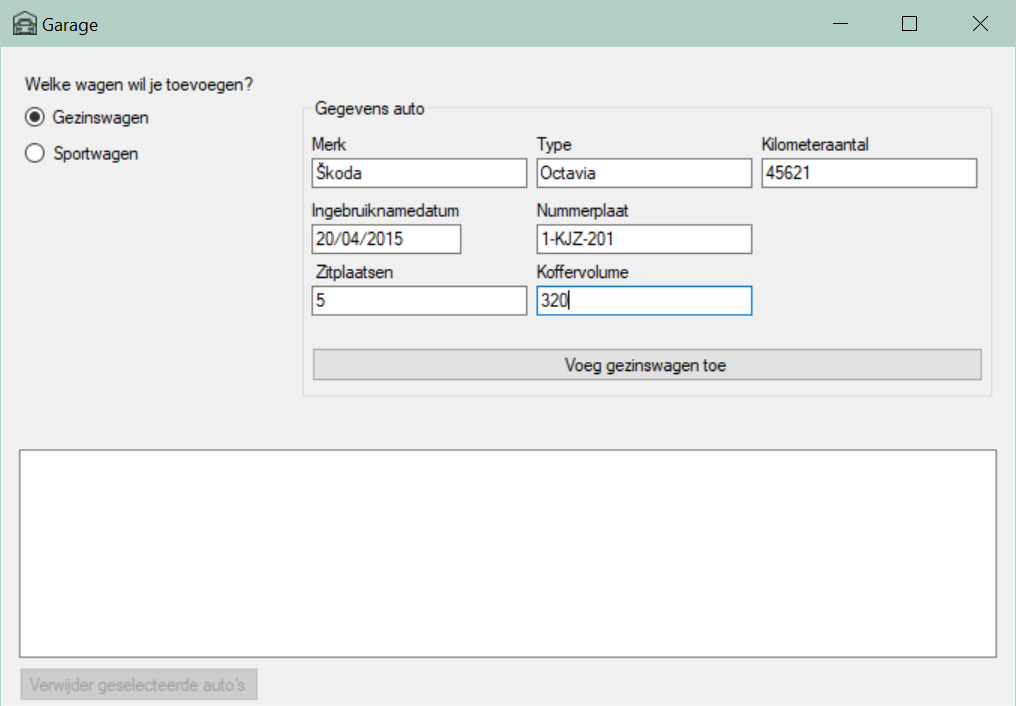 Garage
Welke wagen wil je toevoegen?
Gezinswagen
Sportwagen
Gegevens auto
Merk Type Kilometeraantal
Škoda Octavia 45621
Ingebruiknamedatum Nummerplaat
20/04/2015 1-KJZ-201
Zitplaatsen Koffervolume
5 320
Voeg gezinswagen toe
Verwijder geselecteerde auto's